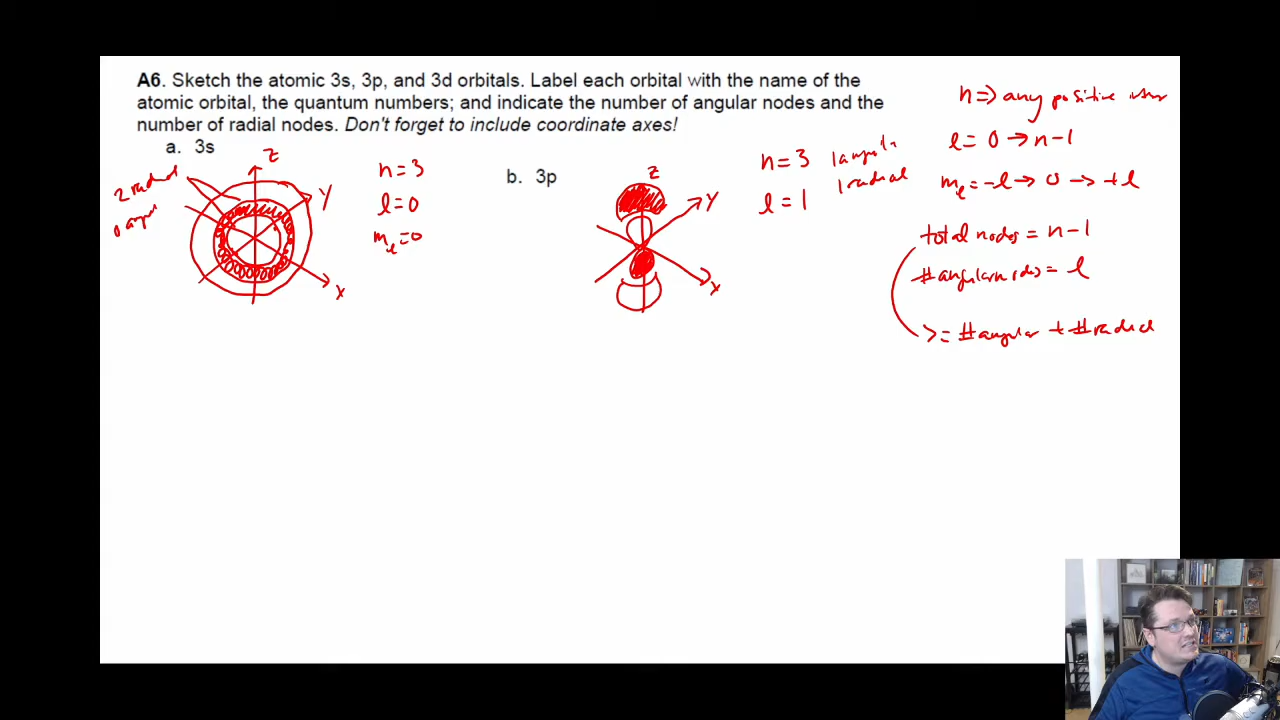 A6. Sketch the atomic 3s, 3p, and 3d orbitals. Label each orbital with the name of the
atomic orbital, the quantum numbers; and indicate the number of angular nodes and the
number of radial nodes. Don't forget to include coordinate axes!
a. 3s
2 radial
0
z
y
x
n=3
l=0
mₗ=0
b. 3p
z
y
x
n=3
l=1
1
1 radial
n⇒ any positive
l= 0→n-1
mₗ=-l→0→+l
total nodes = n-1
#angular nodes = l
= #angular + #radial